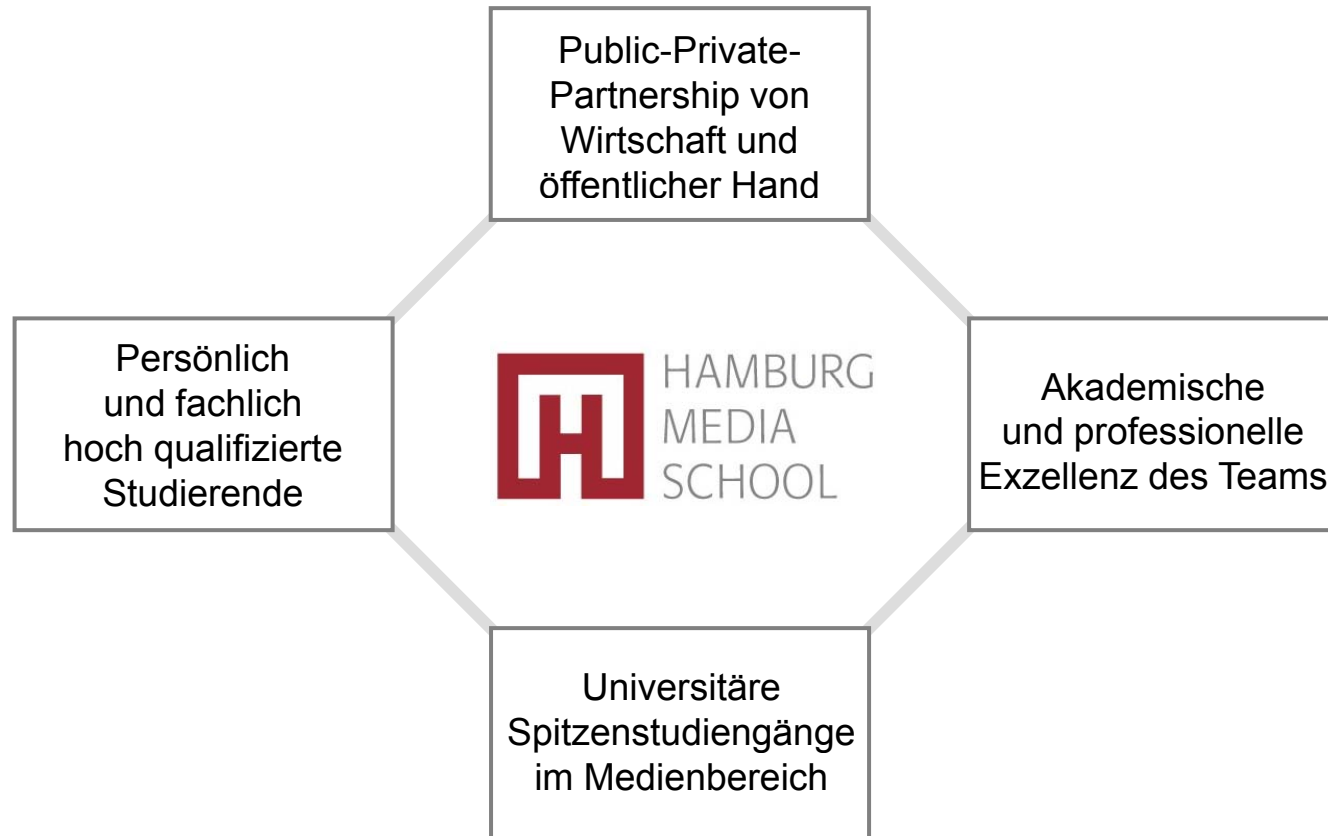 Public-Private-
Partnership von
Wirtschaft und
öffentlicher Hand
Persönlich
und fachlich
hoch qualifizierte
Studierende
HAMBURG
MEDIA
SCHOOL
Akademische
und professionelle
Exzellenz des Teams
Universitäre
Spitzenstudiengänge
im Medienbereich